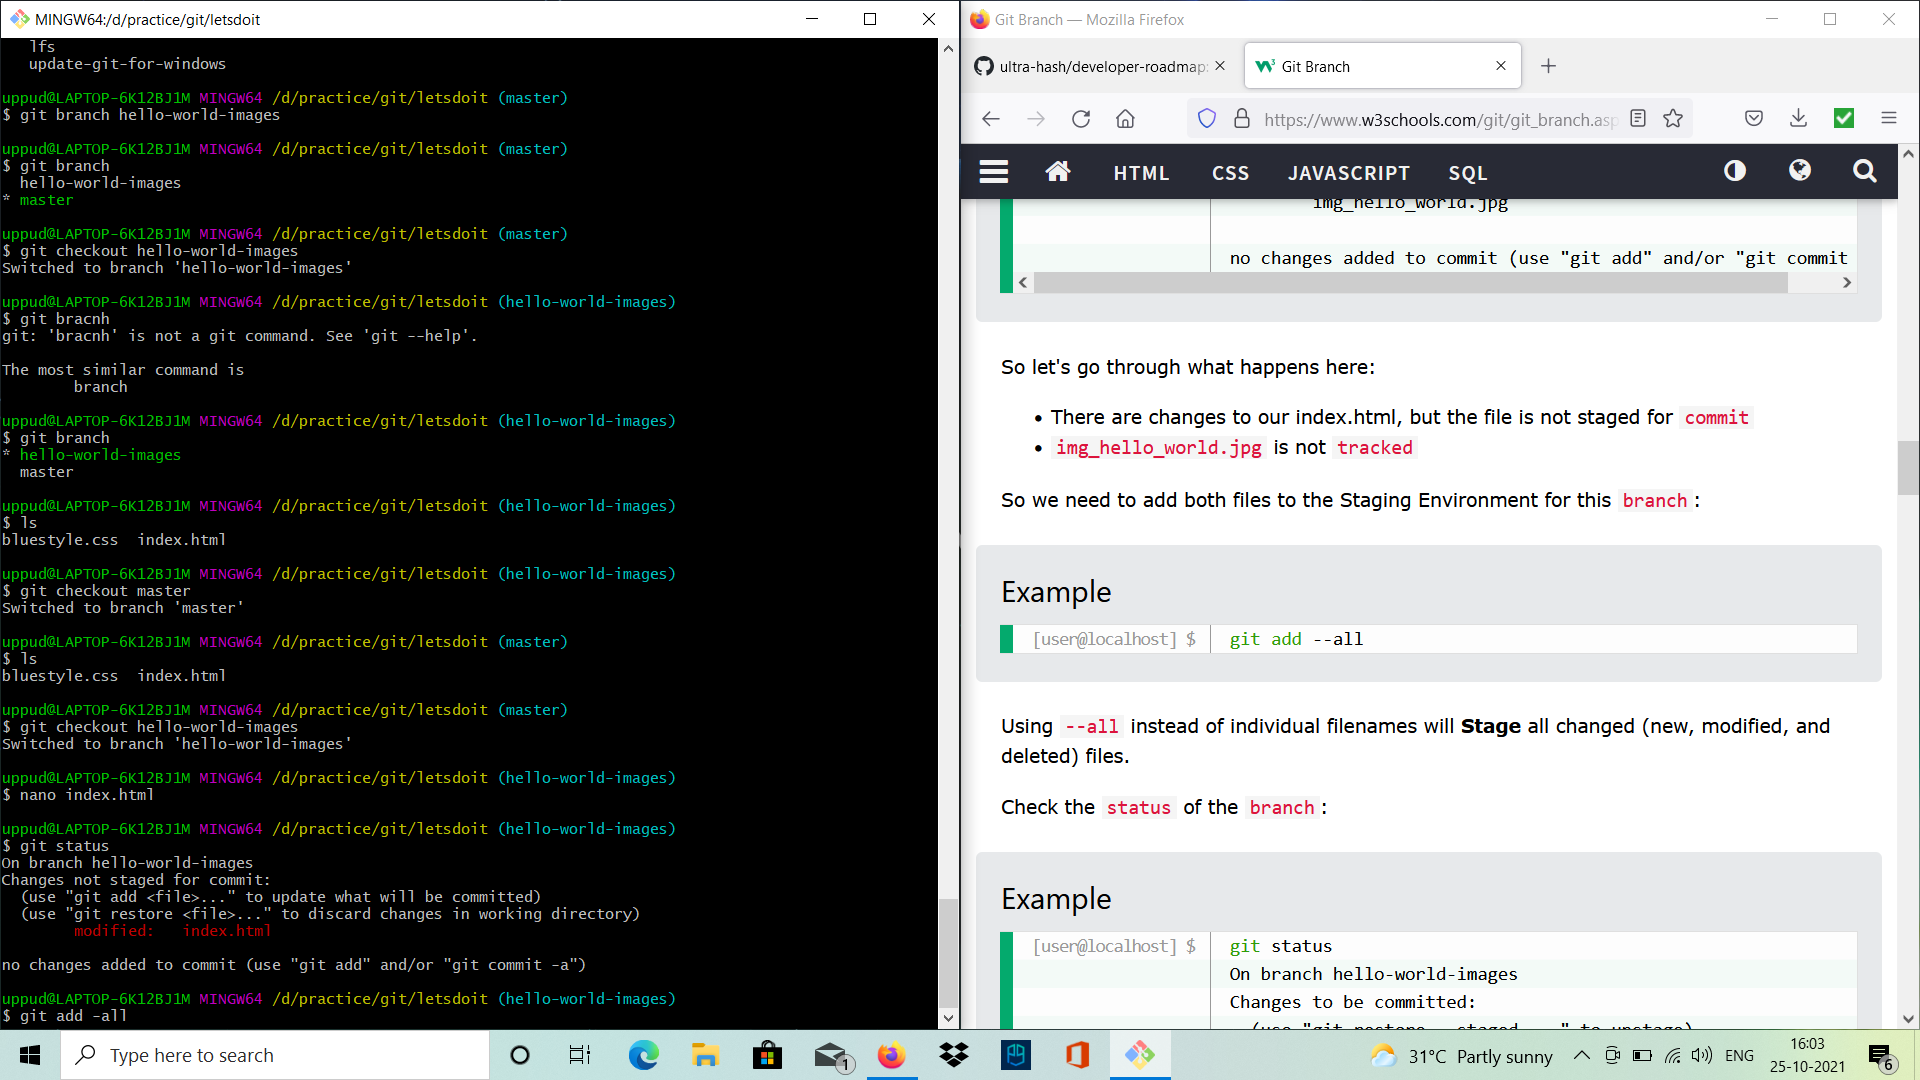 MINGW64:/d/practice/git/letsdoit
lfs
update-git-for-windows
uppud@LAPTOP-6K12BJ1M MINGW64 /d/practice/git/letsdoit (master)
$ git branch hello-world-images
uppud@LAPTOP-6K12BJ1M MINGW64 /d/practice/git/letsdoit (master)
$ git branch
hello-world-images
* master
uppud@LAPTOP-6K12BJ1M MINGW64 /d/practice/git/letsdoit (master)
$ git checkout hello-world-images
Switched to branch 'hello-world-images'
uppud@LAPTOP-6K12BJ1M MINGW64 /d/practice/git/letsdoit (hello-world-images)
$ git bracnh
git: 'bracnh' is not a git command. See 'git --help'.
The most similar command is
branch
uppud@LAPTOP-6K12BJ1M MINGW64 /d/practice/git/letsdoit (hello-world-images)
$ git branch
* hello-world-images
master
uppud@LAPTOP-6K12BJ1M MINGW64 /d/practice/git/letsdoit (hello-world-images)
$ ls
bluestyle.css  index.html
uppud@LAPTOP-6K12BJ1M MINGW64 /d/practice/git/letsdoit (hello-world-images)
$ git checkout master
Switched to branch 'master'
uppud@LAPTOP-6K12BJ1M MINGW64 /d/practice/git/letsdoit (master)
$ ls
bluestyle.css  index.html
uppud@LAPTOP-6K12BJ1M MINGW64 /d/practice/git/letsdoit (master)
$ git checkout hello-world-images
Switched to branch 'hello-world-images'
uppud@LAPTOP-6K12BJ1M MINGW64 /d/practice/git/letsdoit (hello-world-images)
$ nano index.html
uppud@LAPTOP-6K12BJ1M MINGW64 /d/practice/git/letsdoit (hello-world-images)
$ git status
On branch hello-world-images
Changes not staged for commit:
(use "git add <file>..." to update what will be committed)
(use "git restore <file>..." to discard changes in working directory)
modified:   index.html
no changes added to commit (use "git add" and/or "git commit -a")
uppud@LAPTOP-6K12BJ1M MINGW64 /d/practice/git/letsdoit (hello-world-images)
$ git add -all
Git Branch — Mozilla Firefox
ultra-hash/developer-roadmap:
Git Branch
https://www.w3schools.com/git/git_branch.asp
HTML CSS JAVASCRIPT SQL
img_hello_world.jpg
no changes added to commit (use "git add" and/or "git commit
So let's go through what happens here:
• There are changes to our index.html, but the file is not staged for commit
• img_hello_world.jpg is not tracked
So we need to add both files to the Staging Environment for this branch:
Example
[user@localhost] $ git add --all
Using --all instead of individual filenames will Stage all changed (new, modified, and
deleted) files.
Check the status of the branch:
Example
[user@localhost] $ git status
On branch hello-world-images
Changes to be committed:
(use "git restore --staged <file>..." to unstage)
Type here to search
1
31°C Partly sunny
ENG
16:03
25-10-2021
6